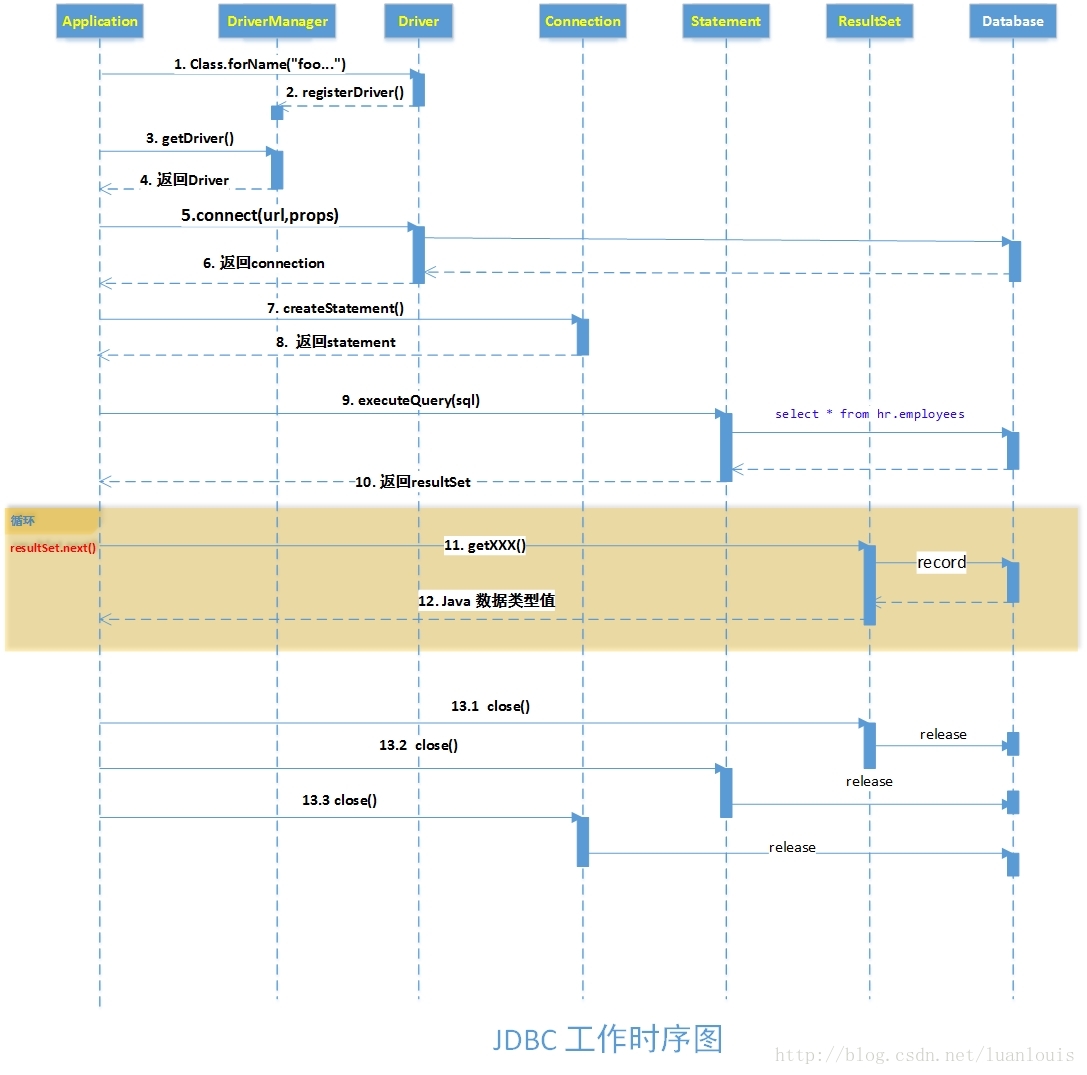 Application DriverManager Driver Connection Statement ResultSet Database
1. Class.forName("foo...")
2. registerDriver()
3. getDriver()
4. 返回Driver
5.connect(url,props)
6. 返回connection
7. createStatement()
8. 返回statement
9. executeQuery(sql)
select * from hr.employees
10. 返回resultSet
循环
resultSet.next()
11. getXXX()
record
12. Java 数据类型值
13.1 close()
release
13.2 close()
release
13.3 close()
release
JDBC 工作时序图
http://blog.csdn.net/luanlouis